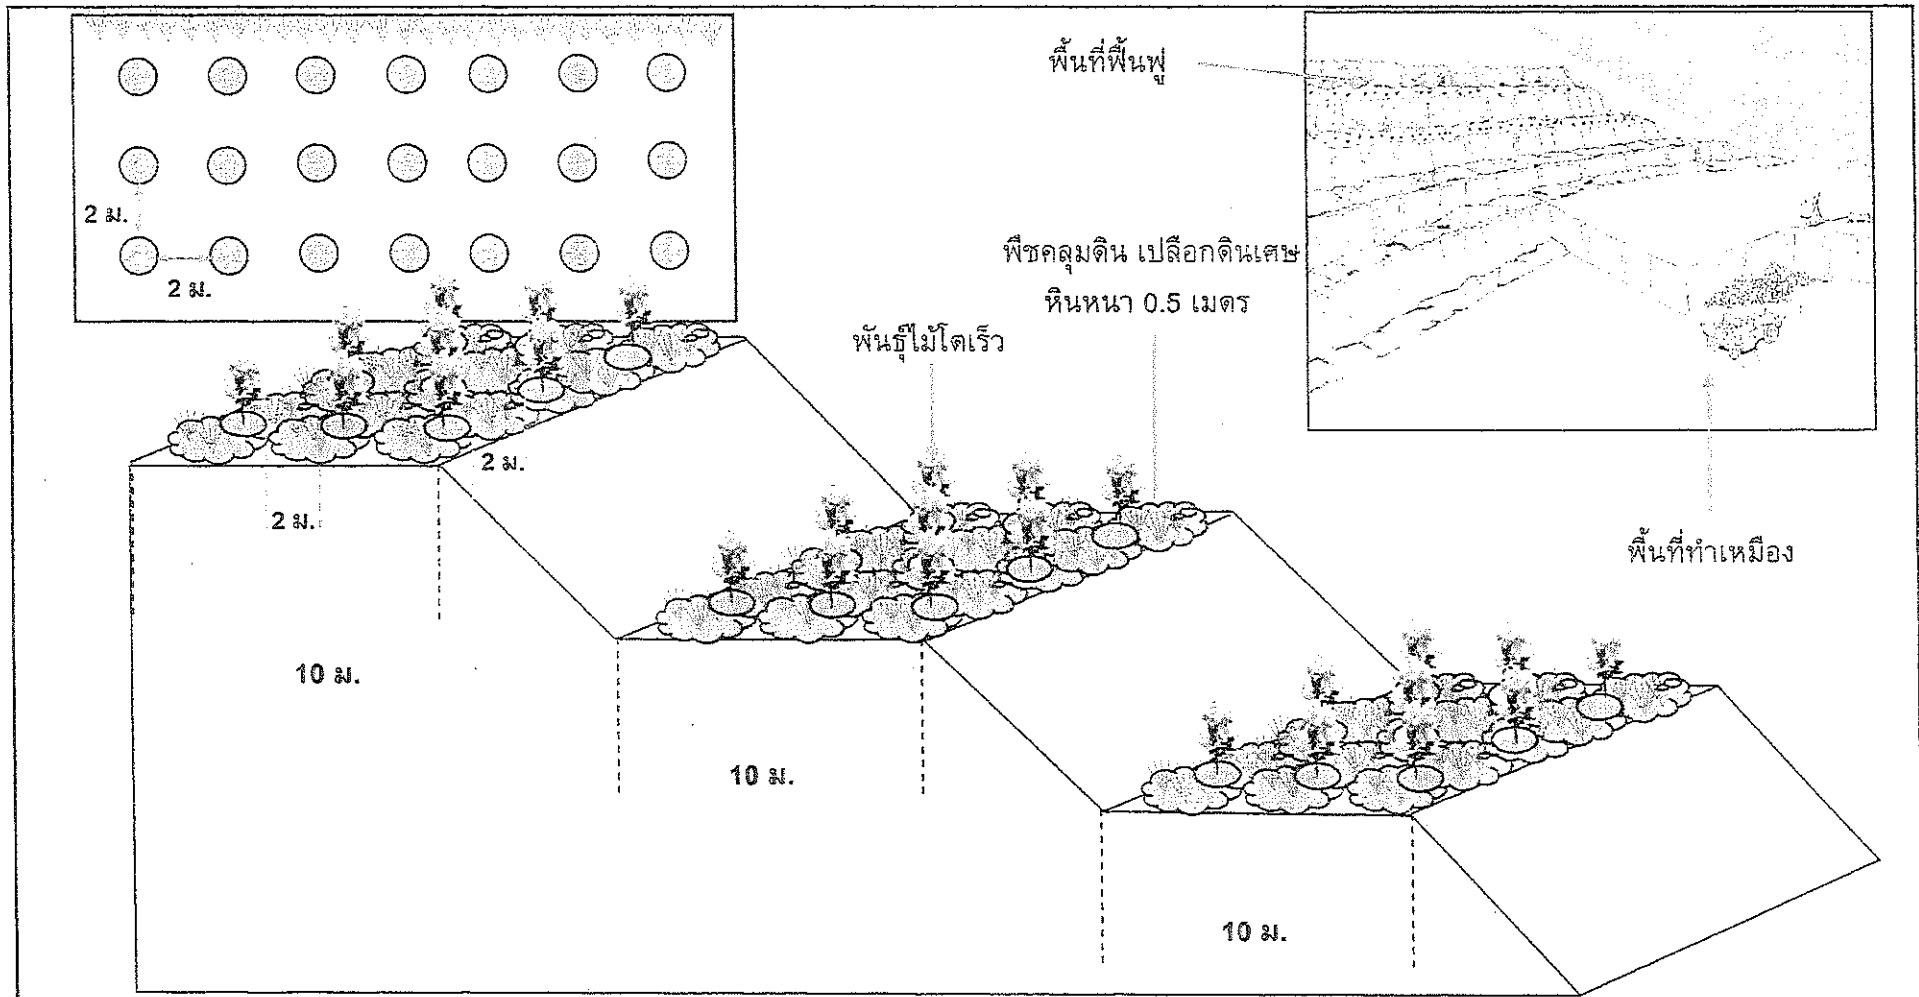 พื้นที่ฟื้นฟู
2 ม.
2 ม.
พืชคลุมดิน เปลือกดินเศษ
หินหนา 0.5 เมตร
พันธุ์ไม้โตเร็ว
2 ม.
2 ม.
พื้นที่ทำเหมือง
10 ม.
10 ม.
10 ม.